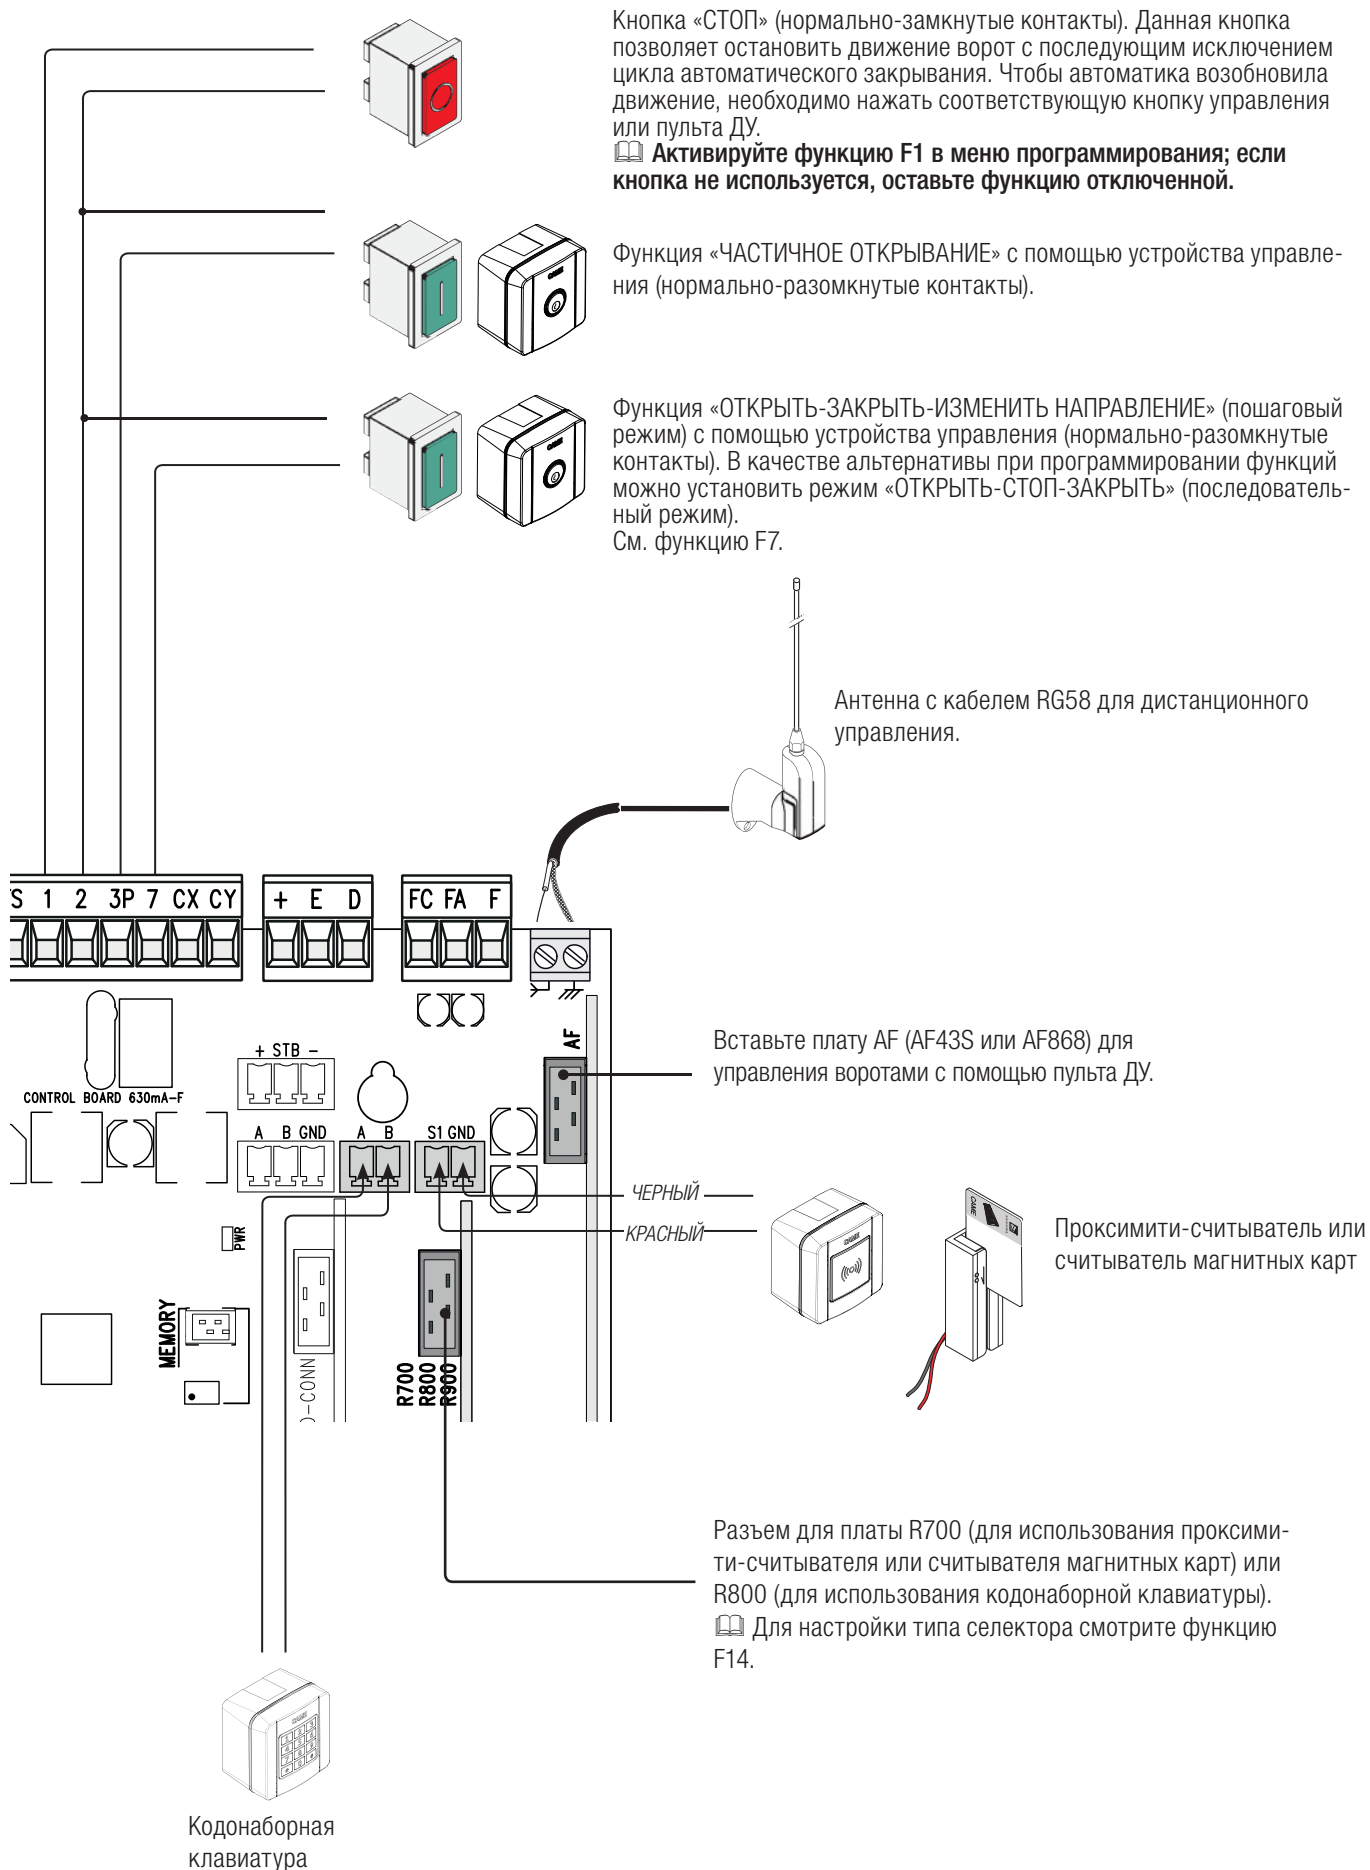 Кнопка «СТОП» (нормально-замкнутые контакты). Данная кнопка
позволяет остановить движение ворот с последующим исключением
цикла автоматического закрывания. Чтобы автоматика возобновила
движение, необходимо нажать соответствующую кнопку управления
или пульта ДУ.
Активируйте функцию F1 в меню программирования; если
кнопка не используется, оставьте функцию отключенной.
Функция «ЧАСТИЧНОЕ ОТКРЫВАНИЕ» с помощью устройства управле-
ния (нормально-разомкнутые контакты).
Функция «ОТКРЫТЬ-ЗАКРЫТЬ-ИЗМЕНИТЬ НАПРАВЛЕНИЕ» (пошаговый
режим) с помощью устройства управления (нормально-разомкнутые
контакты). В качестве альтернативы при программировании функций
можно установить режим «ОТКРЫТЬ-СТОП-ЗАКРЫТЬ» (последователь-
ный режим).
См. функцию F7.
Антенна с кабелем RG58 для дистанционного
управления.
TS 1 2 3P 7 CX CY
+ E D
FC FA F
AF
Вставьте плату AF (AF43S или AF868) для
управления воротами с помощью пульта ДУ.
+ STB -
CONTROL BOARD 630mA-F
A B GND
A B
S1 GND
ЧЕРНЫЙ
КРАСНЫЙ
CAME
CAME
Проксимити-считыватель или
считыватель магнитных карт
PWR
MEMORY
O-CONN
R700
R800
R900
Разъем для платы R700 (для использования проксими-
ти-считывателя или считывателя магнитных карт) или
R800 (для использования кодонаборной клавиатуры).
Для настройки типа селектора смотрите функцию
F14.
CAME
Кодонаборная
клавиатура